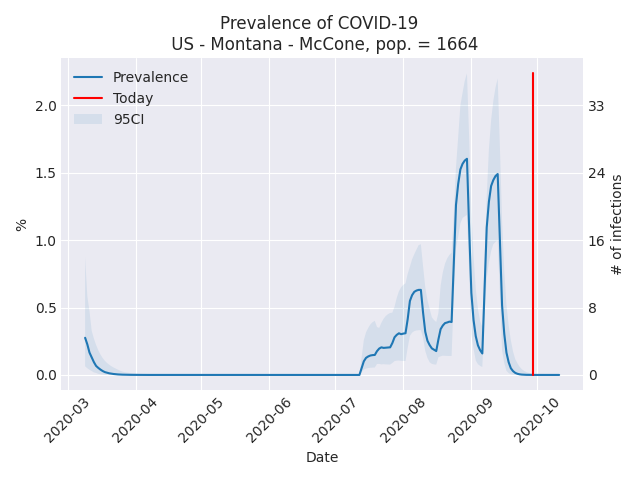 Prevalence of COVID-19
US - Montana - McCone, pop. = 1664
Prevalence
Today
95CI
2.0
1.5
1.0
0.5
0.0
%
33
24
16
8
0
# of infections
2020-03
2020-04
2020-05
2020-06
2020-07
2020-08
2020-09
2020-10
Date